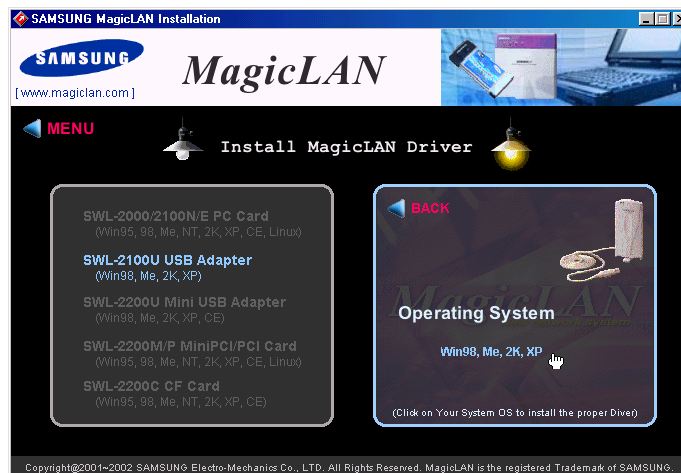 SAMSUNG MagicLAN Installation
SAMSUNG
MagicLAN
[ www.magiclan.com ]
MENU
Install MagicLAN Driver
SWL-2000/2100N/E PC Card
(Win95, 98, Me, NT, 2K, XP, CE, Linux)
SWL-2100U USB Adapter
(Win98, Me, 2K, XP)
SWL-2200U Mini USB Adapter
(Win98, Me, 2K, XP, CE)
SWL-2200M/P MiniPCI/PCI Card
(Win95, 98, Me, NT, 2K, XP, CE, Linux)
SWL-2200C CF Card
(Win95, 98, Me, NT, 2K, XP, CE)
BACK
MagicLAN
Operating System
Win98, Me, 2K, XP
(Click on Your System OS to install the proper Diver)
Copyright@2001~2002 SAMSUNG Electro-Mechanics Co., LTD. All Rights Reserved. MagicLAN is the registered Trademark of SAMSUNG.